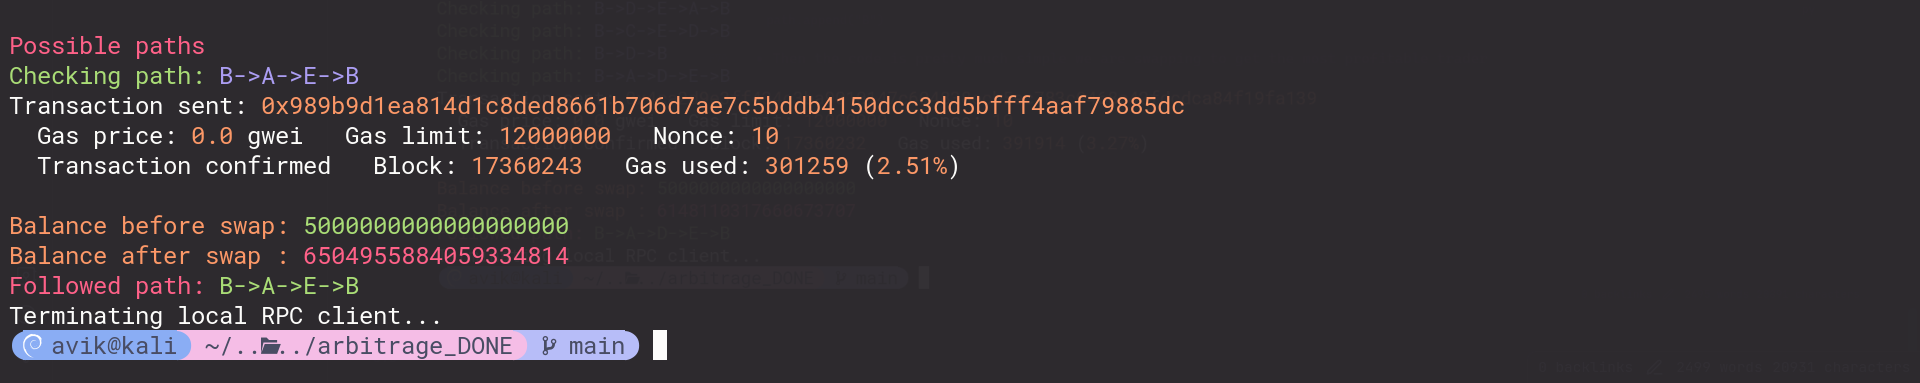 Possible paths
Checking path: B->A->E->B
Transaction sent: 0x989b9d1ea814d1c8ded8661b706d7ae7c5bddb4150dcc3dd5bfff4aaf79885dc
Gas price: 0.0 gwei   Gas limit: 12000000   Nonce: 10
Transaction confirmed   Block: 17360243   Gas used: 301259 (2.51%)
Balance before swap: 5000000000000000000
Balance after swap : 6504955884059334814
Followed path: B->A->E->B
Terminating local RPC client...
avik@kali ~/../../arbitrage_DONE main